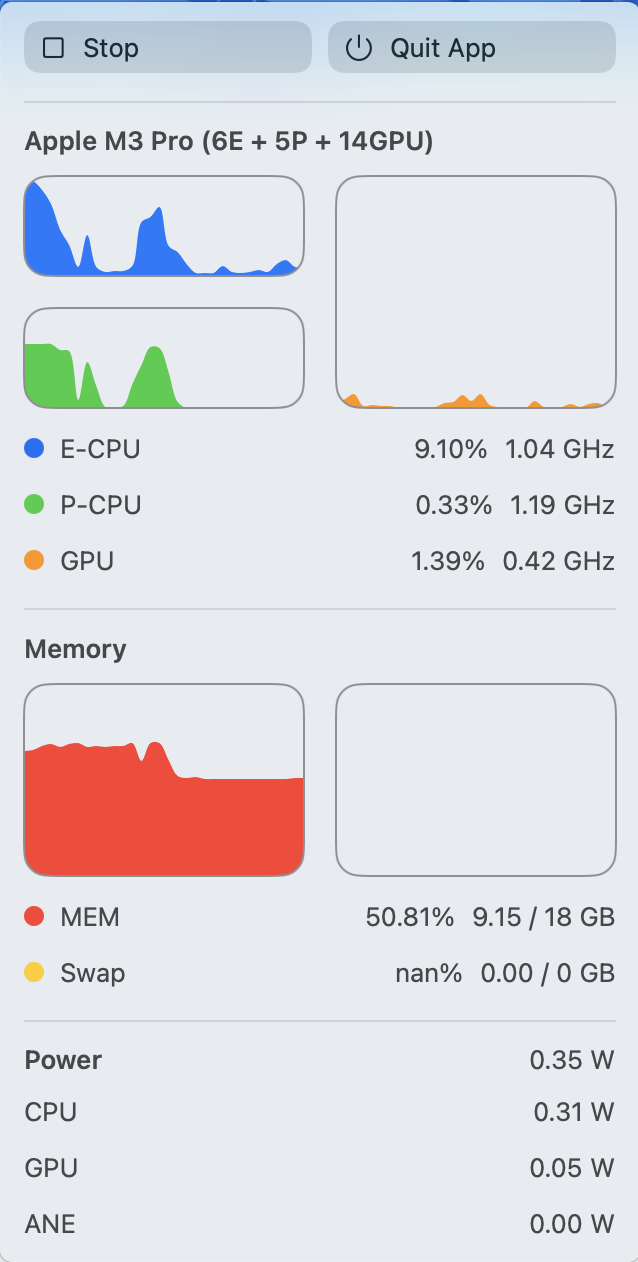 Stop Quit App
Apple M3 Pro (6E + 5P + 14GPU)
E-CPU 9.10% 1.04 GHz
P-CPU 0.33% 1.19 GHz
GPU 1.39% 0.42 GHz
Memory
MEM 50.81% 9.15 / 18 GB
Swap nan% 0.00 / 0 GB
Power 0.35 W
CPU 0.31 W
GPU 0.05 W
ANE 0.00 W